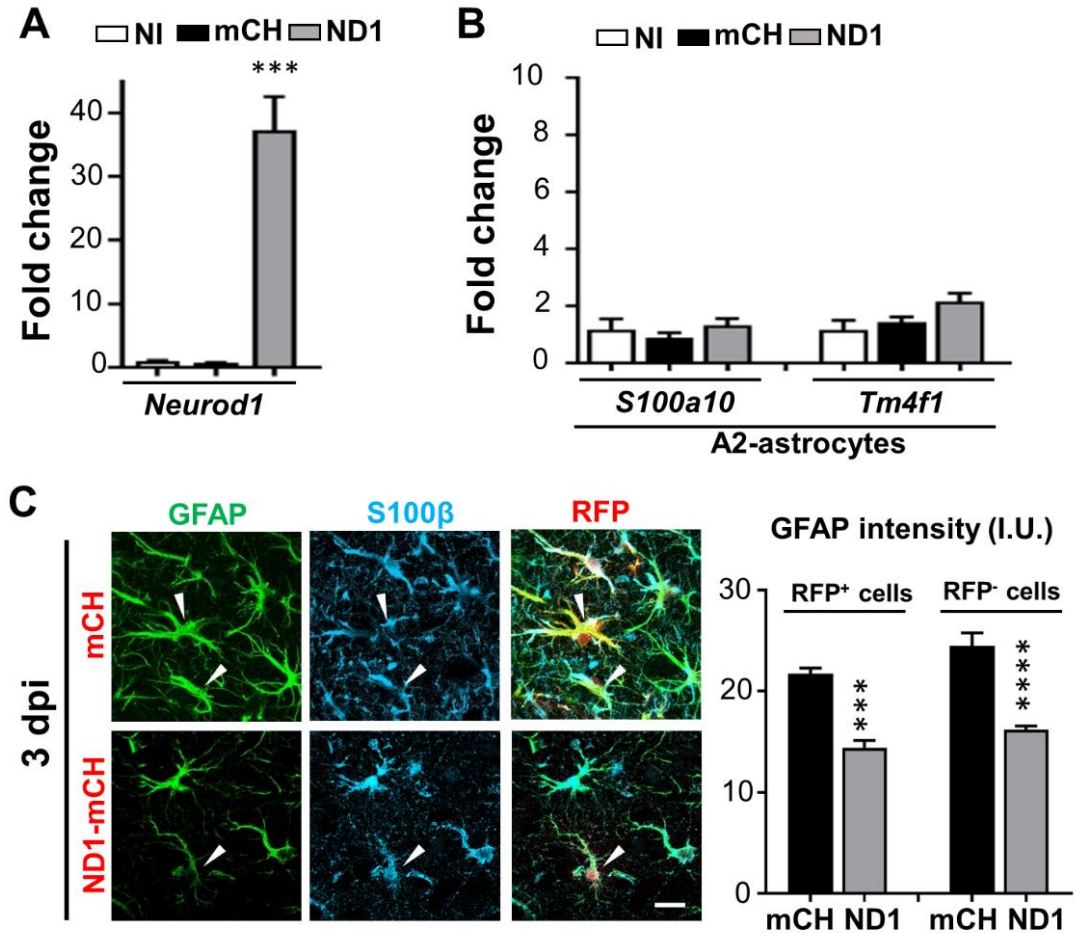 A
NI mCH ND1
***
Fold change
40
30
20
10
0
Neurod1
B
NI mCH ND1
Fold change
10
8
6
4
2
0
S100a10 Tm4f1
A2-astrocytes
C
GFAP S100β RFP
3 dpi
mCH
ND1-mCH
GFAP intensity (I.U.)
30
20
10
0
RFP⁺ cells RFP⁻ cells
***
****
mCH ND1 mCH ND1